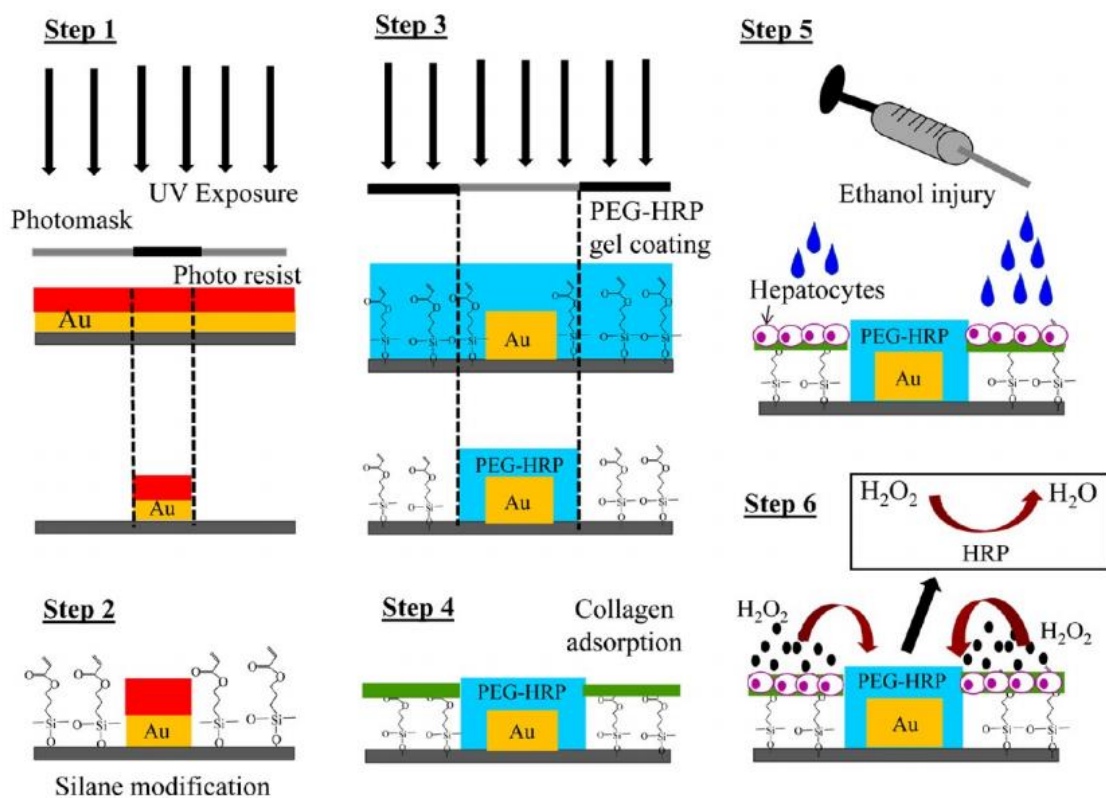 Step 1
UV Exposure
Photomask
Photo resist
Au
Au
Step 2
Au
Silane modification
Step 3
PEG-HRP
gel coating
Au
PEG-HRP
Au
Step 4
Collagen
adsorption
PEG-HRP
Au
Step 5
Ethanol injury
Hepatocytes
PEG-HRP
Au
Step 6
H₂O₂
H₂O
HRP
H₂O₂
H₂O₂
PEG-HRP
Au